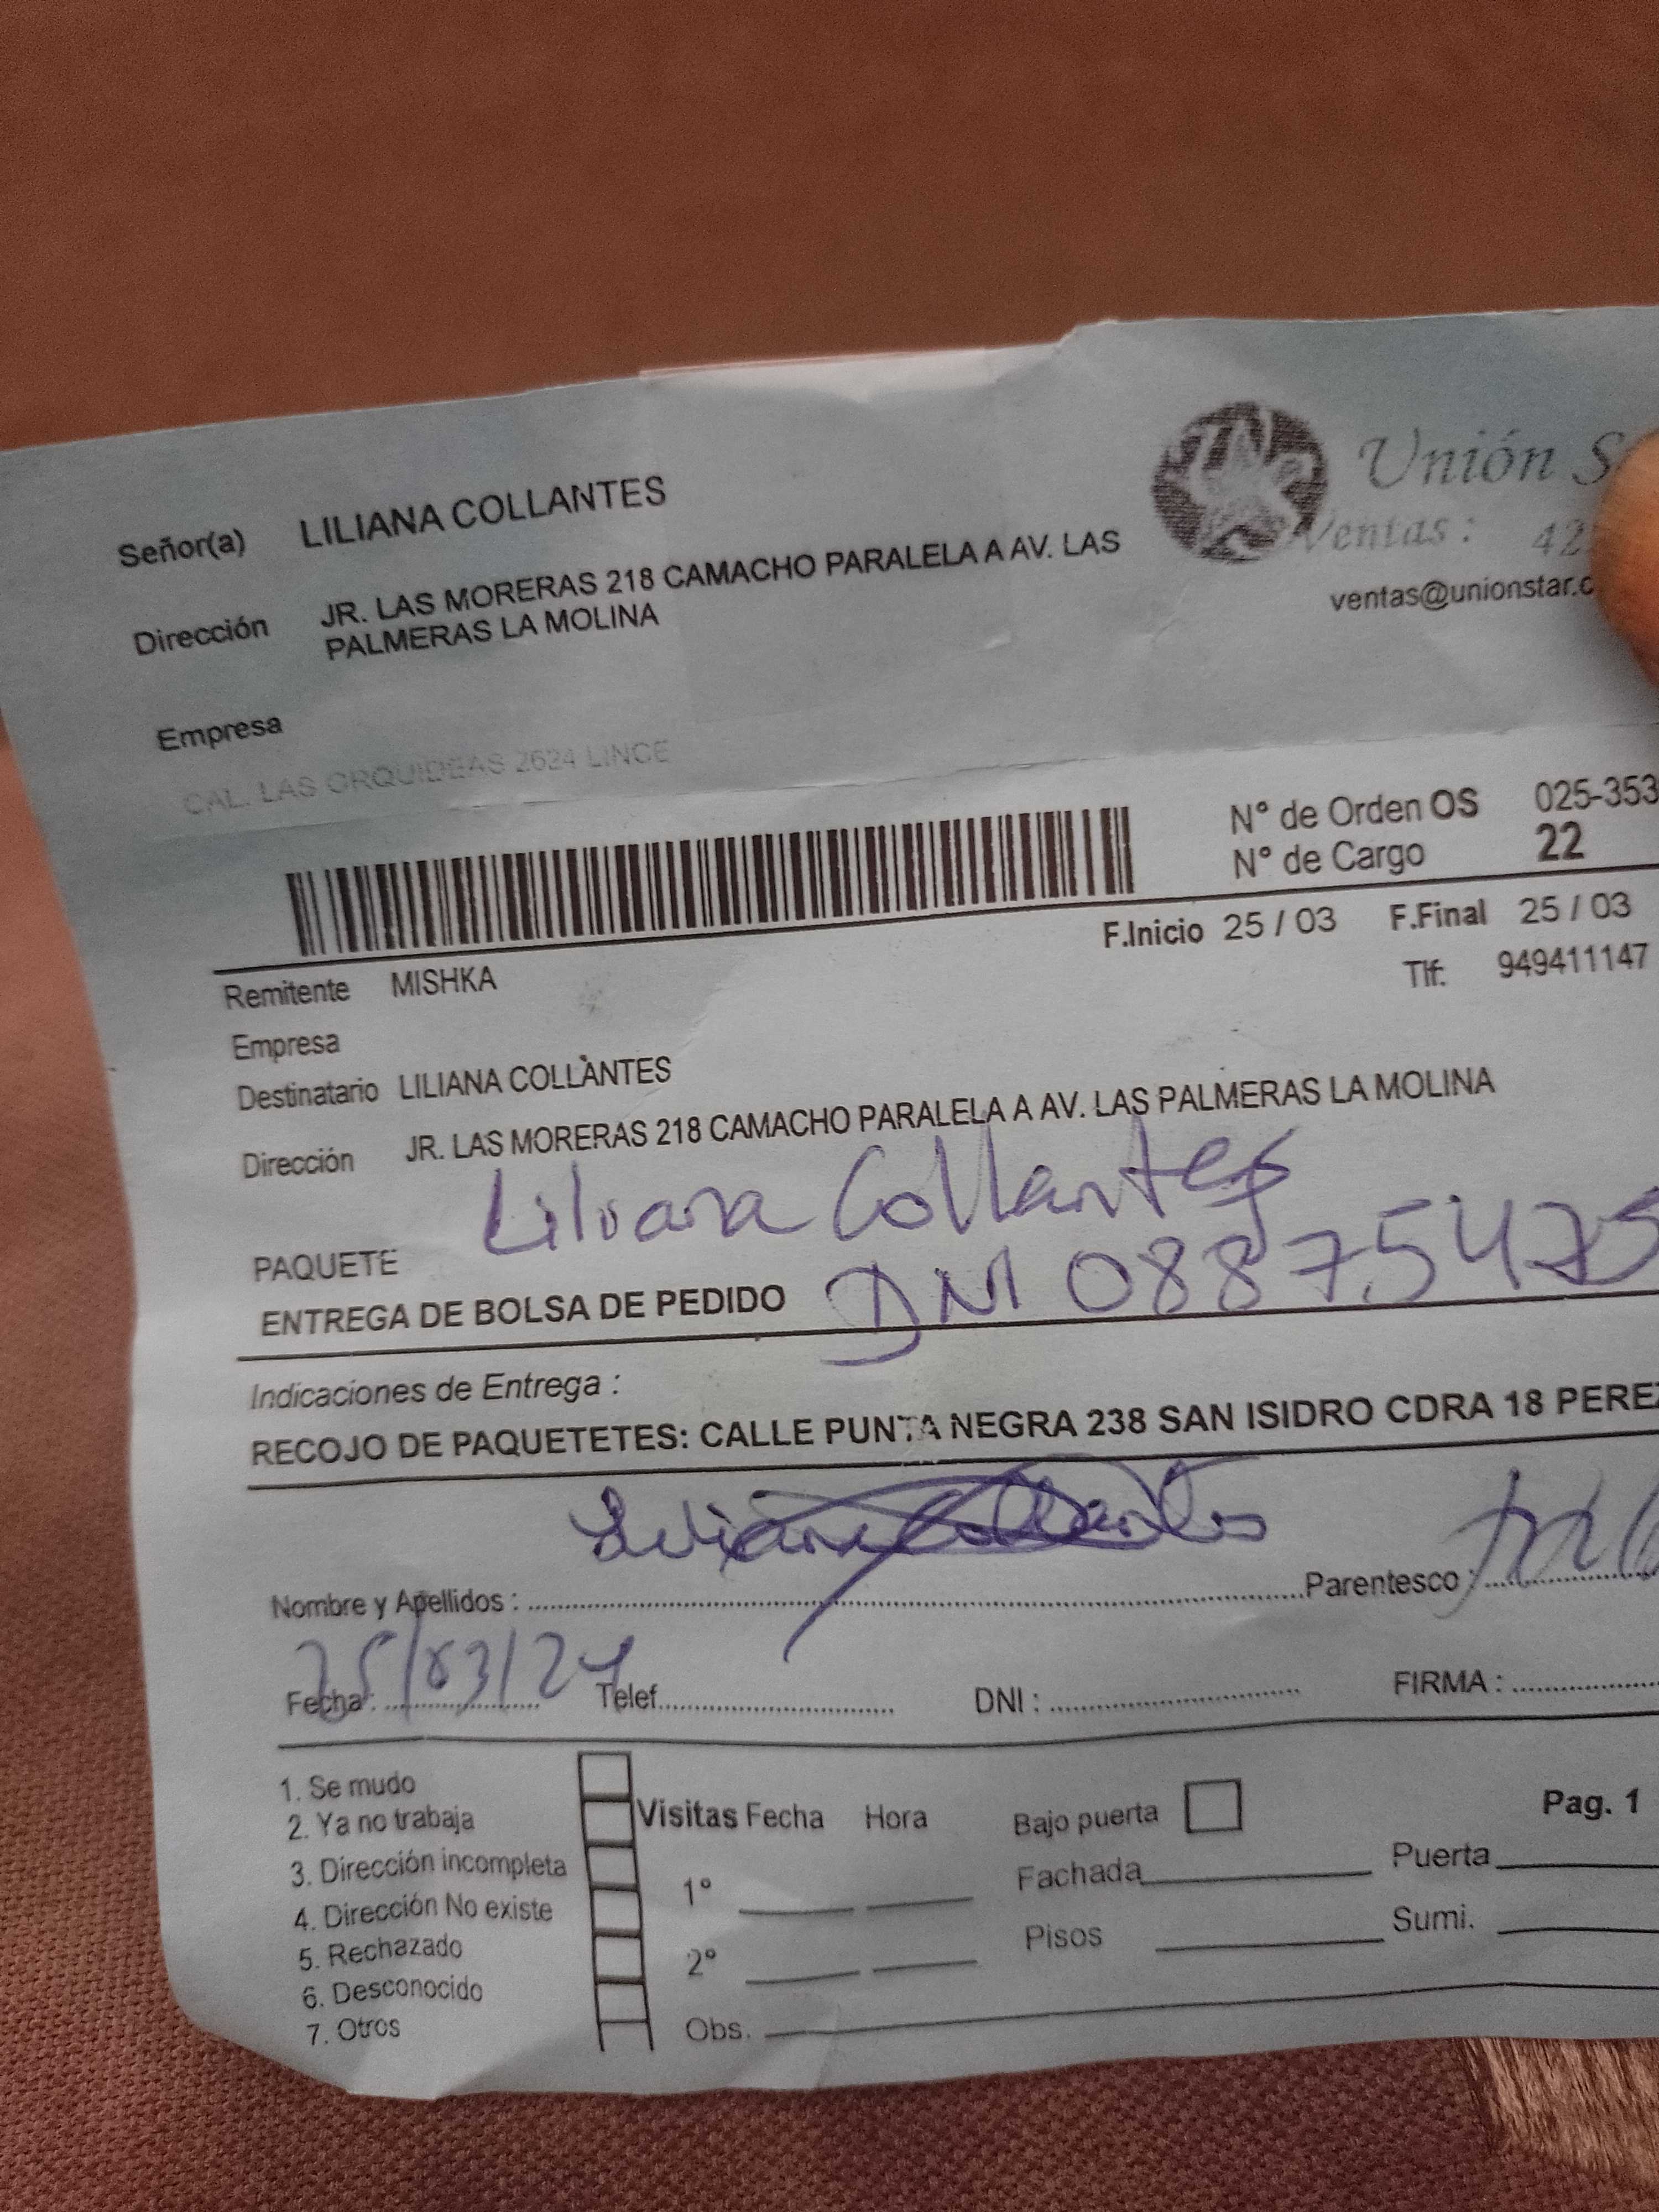 Señor(a) LILIANA COLLANTES
Unión S
Ventas: 42
ventas@unionstar.c
Dirección JR. LAS MORERAS 218 CAMACHO PARALELA A AV. LAS
PALMERAS LA MOLINA
Empresa
CAL. LAS ORQUIDEAS 2624 LINCE
N° de Orden OS 025-353
N° de Cargo 22
F.Inicio 25 / 03 F.Final 25 / 03
Remitente MISHKA
Tlf: 949411147
Empresa
Destinatario LILIANA COLLANTES
Dirección JR. LAS MORERAS 218 CAMACHO PARALELA A AV. LAS PALMERAS LA MOLINA
Liliana Collantes
PAQUETE
ENTREGA DE BOLSA DE PEDIDO
DNI 08875475
Indicaciones de Entrega :
RECOJO DE PAQUETETES: CALLE PUNTA NEGRA 238 SAN ISIDRO CDRA 18 PEREZ
Liliana Collantes
Nombre y Apellidos : Parentesco :
25/03/24
Fecha : Telef. DNI : FIRMA :
1. Se mudo
2. Ya no trabaja
3. Dirección incompleta
4. Dirección No existe
5. Rechazado
6. Desconocido
7. Otros
Visitas Fecha Hora
1°
2°
Obs.
Bajo puerta
Fachada
Pisos
Pag. 1
Puerta
Sumi.